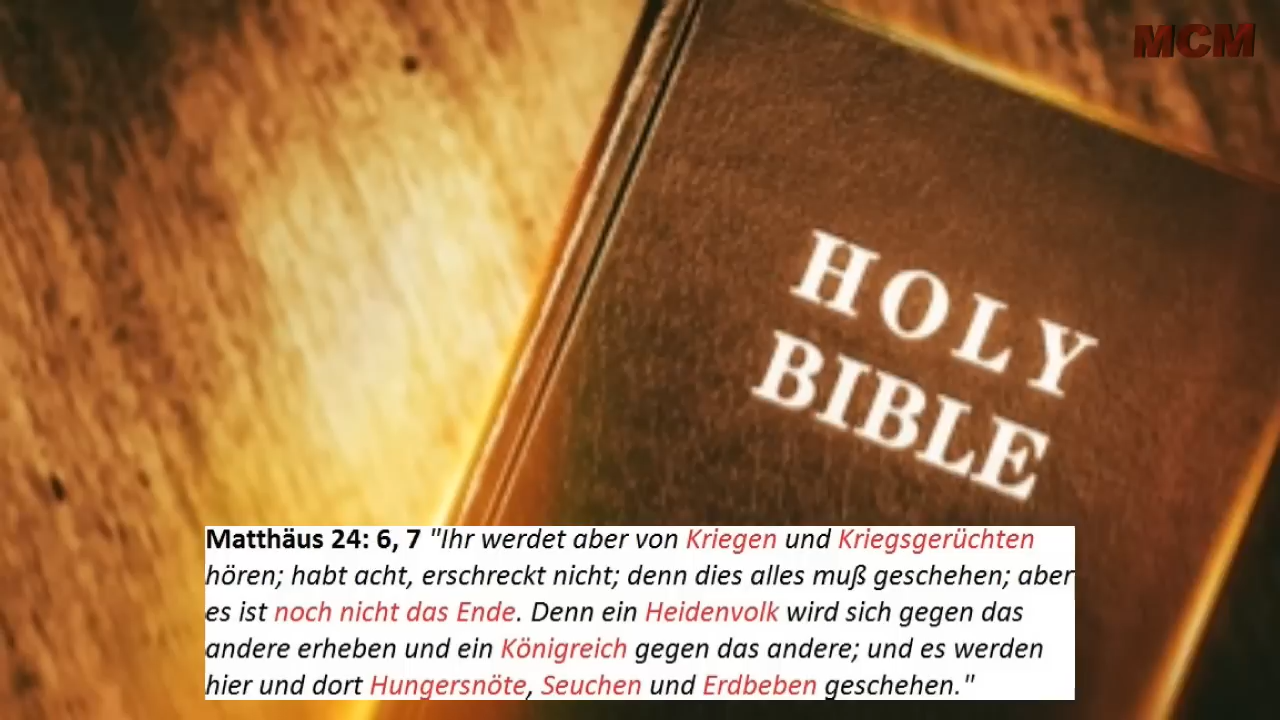 MCM
HOLY
BIBLE
Matthäus 24: 6, 7 "Ihr werdet aber von Kriegen und Kriegsgerüchten
hören; habt acht, erschreckt nicht; denn dies alles muß geschehen; aber
es ist noch nicht das Ende. Denn ein Heidenvolk wird sich gegen das
andere erheben und ein Königreich gegen das andere; und es werden
hier und dort Hungersnöte, Seuchen und Erdbeben geschehen."